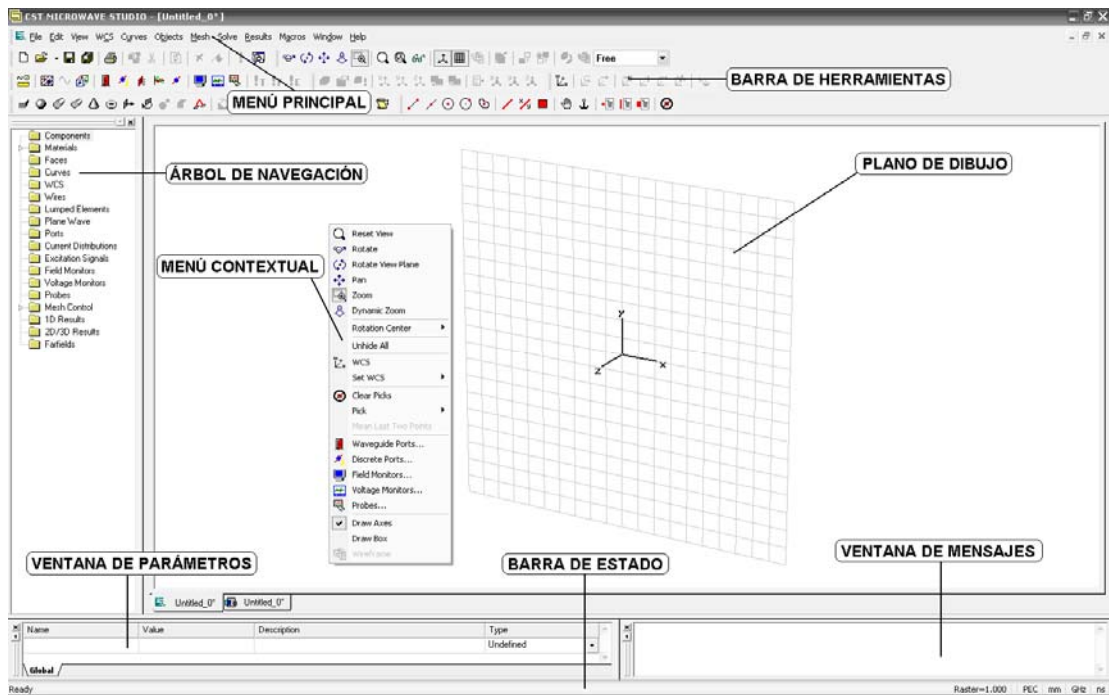 CST MICROWAVE STUDIO - [Untitled_0*]
File Edit View WCS Curves Objects Mesh Solve Results Macros Window Help
Free
BARRA DE HERRAMIENTAS
MENÚ PRINCIPAL
Components
Materials
Faces
Curves
WCS
Wires
Lumped Elements
Plane Wave
Ports
Current Distributions
Excitation Signals
Field Monitors
Voltage Monitors
Probes
Mesh Control
1D Results
2D/3D Results
Farfields
ÁRBOL DE NAVEGACIÓN
PLANO DE DIBUJO
MENÚ CONTEXTUAL
Reset View
Rotate
Rotate View Plane
Pan
Zoom
Dynamic Zoom
Rotation Center
Unhide All
WCS
Set WCS
Clear Picks
Pick
Mean Last Two Points
Waveguide Ports...
Discrete Ports...
Field Monitors...
Voltage Monitors...
Probes...
Draw Axes
Draw Box
Wireframe
y
x
z
VENTANA DE PARÁMETROS
BARRA DE ESTADO
VENTANA DE MENSAJES
Untitled_0* Untitled_0*
Name Value Description Type
Undefined
Global
Ready
Raster=1.000 PEC mm GHz ns